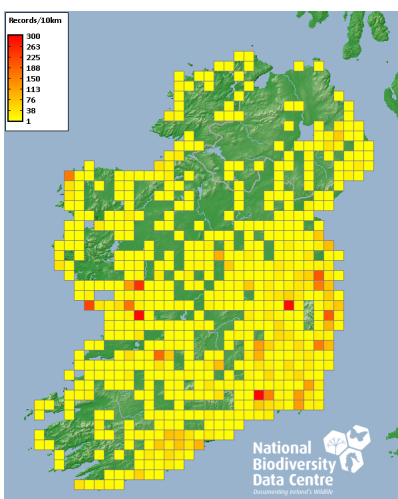 Records/10km
300
263
225
188
150
113
76
38
1
National
Biodiversity
Data Centre
Documenting Ireland's Wildlife